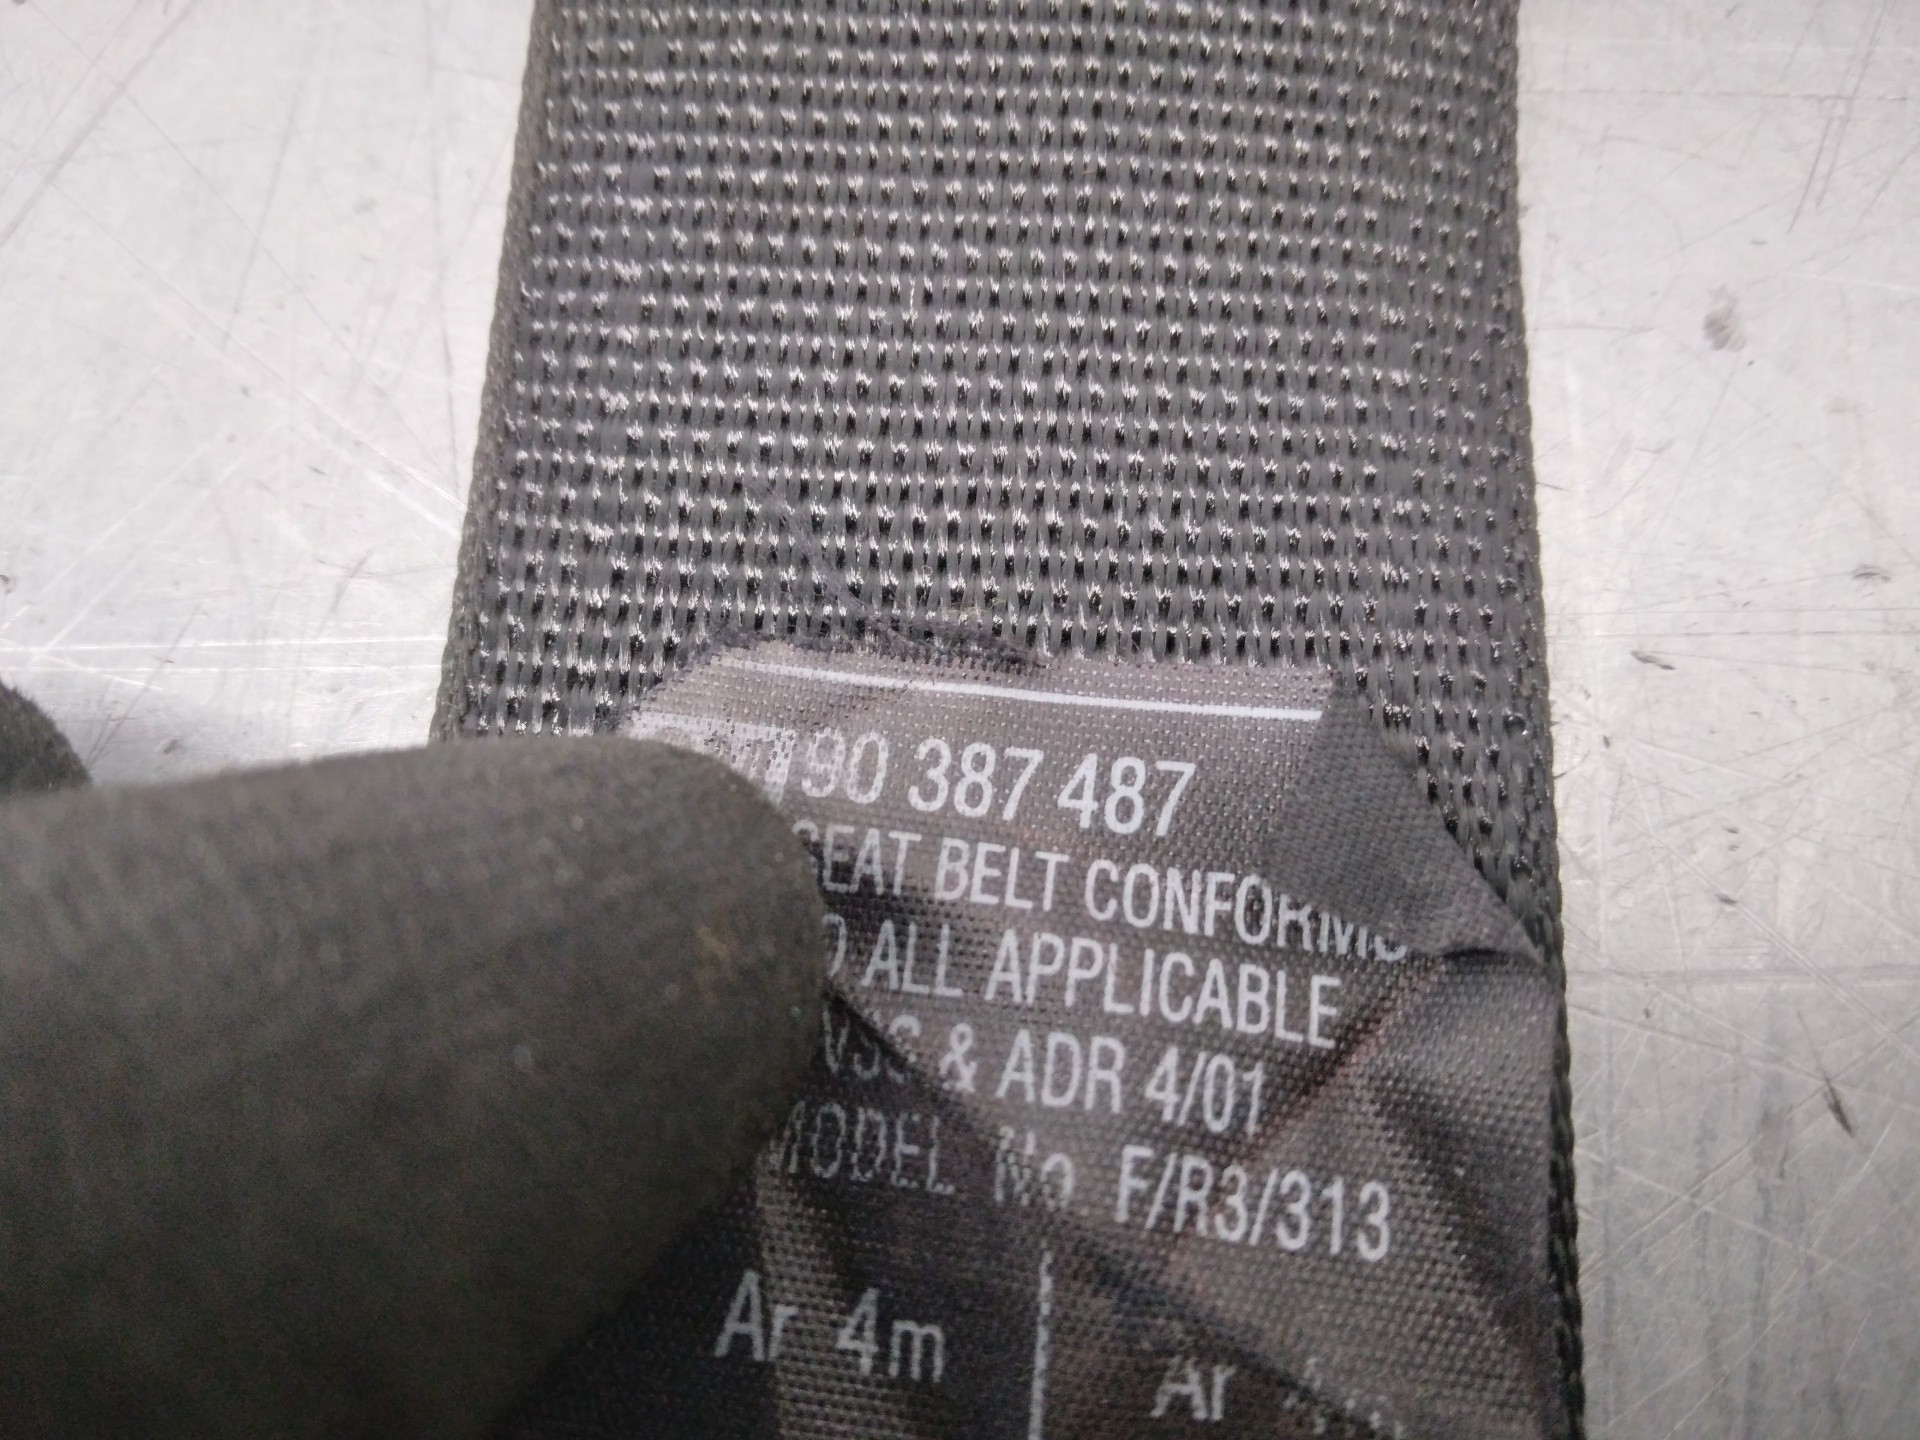 90 387 487
SEAT BELT CONFORMS
ALL APPLICABLE
& ADR 4/01
MODEL No F/R3/313
Ar 4m
Ar